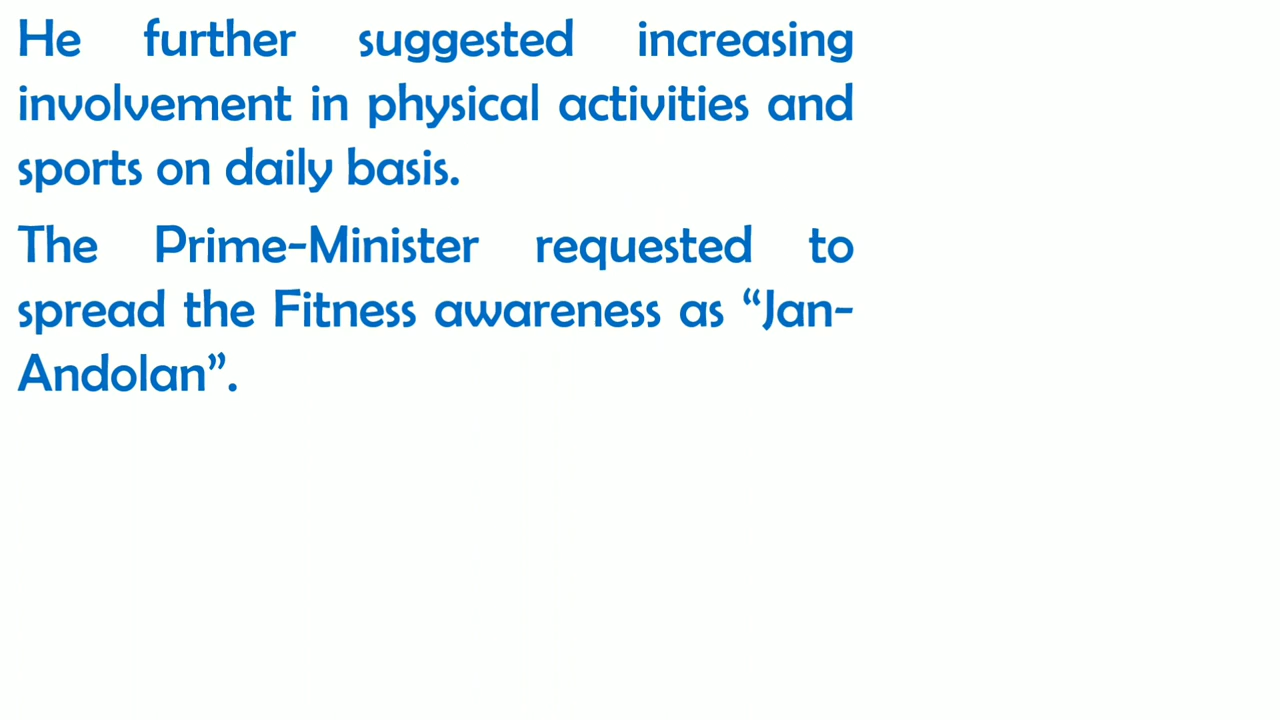 He further suggested increasing
involvement in physical activities and
sports on daily basis.
The Prime-Minister requested to
spread the Fitness awareness as “Jan-
Andolan”.